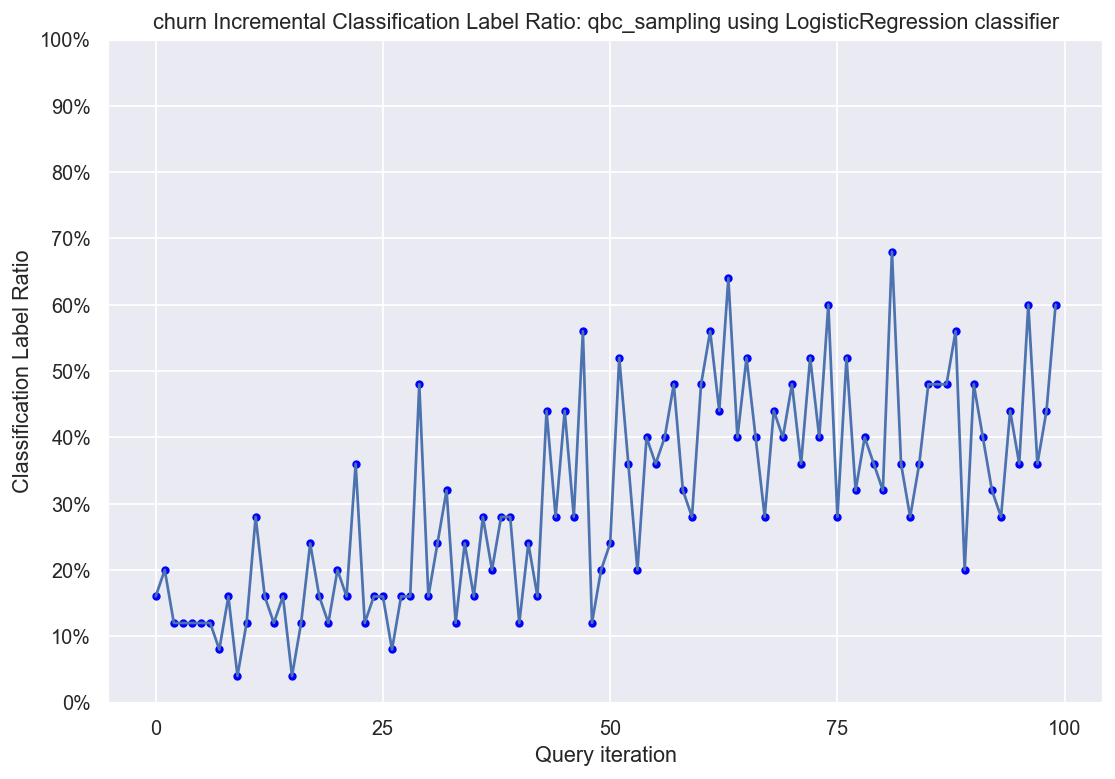 churn Incremental Classification Label Ratio: qbc_sampling using LogisticRegression classifier
100%
90%
80%
70%
60%
50%
40%
30%
20%
10%
0%
Classification Label Ratio
0 25 50 75 100
Query iteration